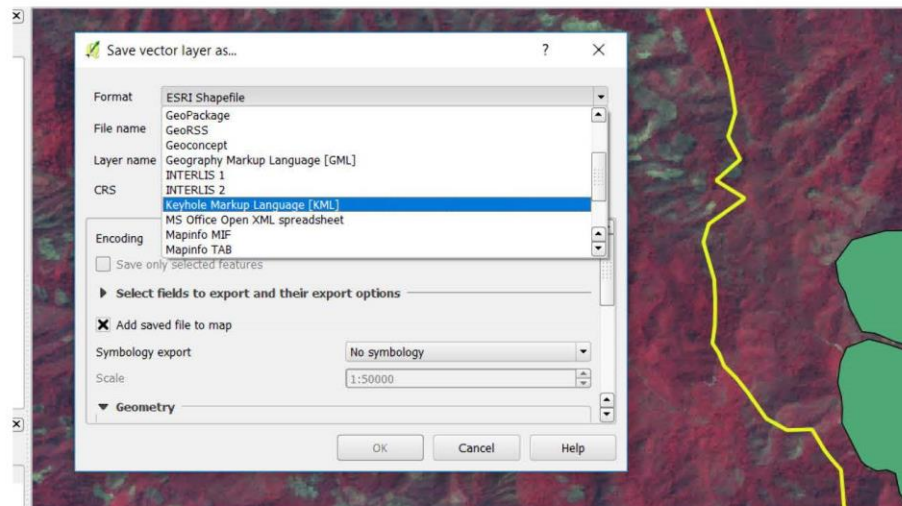 Save vector layer as...
?
Format
ESRI Shapefile
GeoPackage
File name
GeoRSS
Geoconcept
Layer name
Geography Markup Language [GML]
INTERLIS 1
CRS
INTERLIS 2
Keyhole Markup Language [KML]
MS Office Open XML spreadsheet
Encoding
Mapinfo MIF
Mapinfo TAB
Save only selected features
Select fields to export and their export options
Add saved file to map
Symbology export
No symbology
Scale
1:50000
Geometry
OK
Cancel
Help